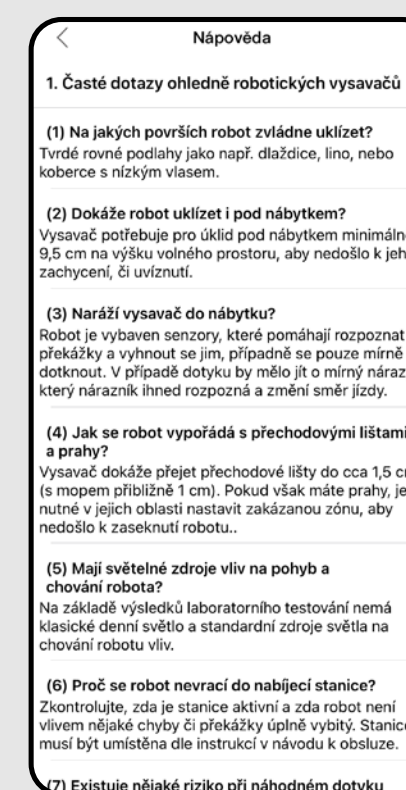 Nápověda
1. Časté dotazy ohledně robotických vysavačů
(1) Na jakých površích robot zvládne uklízet?
Tvrdé rovné podlahy jako např. dlaždice, lino, nebo
koberce s nízkým vlasem.
(2) Dokáže robot uklízet i pod nábytkem?
Vysavač potřebuje pro úklid pod nábytkem minimáln
9,5 cm na výšku volného prostoru, aby nedošlo k jeh
zachycení, či uvíznutí.
(3) Naráží vysavač do nábytku?
Robot je vybaven senzory, které pomáhají rozpoznat
překážky a vyhnout se jim, případně se pouze mírně
dotknout. V případě dotyku by mělo jít o mírný náraz
který nárazník ihned rozpozná a změní směr jízdy.
(4) Jak se robot vypořádá s přechodovými lištami
a prahy?
Vysavač dokáže přejet přechodové lišty do cca 1,5 c
(s mopem přibližně 1 cm). Pokud však máte prahy, je
nutné v jejich oblasti nastavit zakázanou zónu, aby
nedošlo k zaseknutí robotu..
(5) Mají světelné zdroje vliv na pohyb a
chování robota?
Na základě výsledků laboratorního testování nemá
klasické denní světlo a standardní zdroje světla na
chování robotu vliv.
(6) Proč se robot nevrací do nabíjecí stanice?
Zkontrolujte, zda je stanice aktivní a zda robot není
vlivem nějaké chyby či překážky úplně vybitý. Stanic
musí být umístěna dle instrukcí v návodu k obsluze.
(7) Existuje nějaké riziko při náhodném dotyku